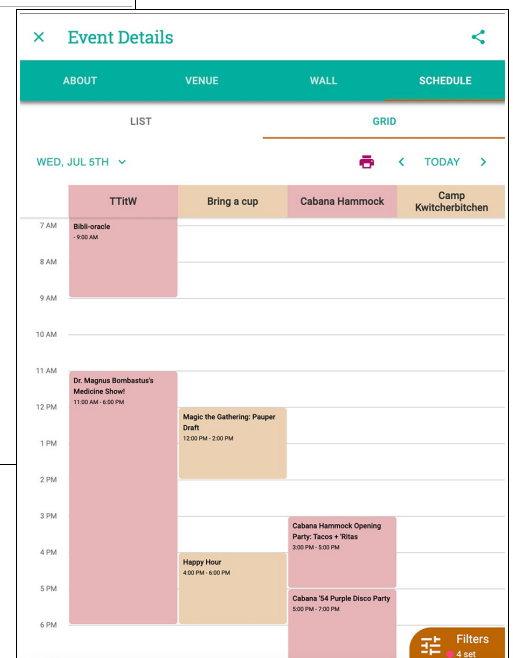 Event Details
ABOUT VENUE WALL SCHEDULE
LIST GRID
WED, JUL 5TH TODAY
TTitW Bring a cup Cabana Hammock Camp
Kwitcherbitchen
7 AM
Bibli-oracle
- 9:00 AM
8 AM
9 AM
10 AM
11 AM
Dr. Magnus Bombastus's
Medicine Show!
11:00 AM - 6:00 PM
12 PM
Magic the Gathering: Pauper
Draft
12:00 PM - 2:00 PM
1 PM
2 PM
3 PM
Cabana Hammock Opening
Party: Tacos + 'Ritas
3:00 PM - 5:00 PM
4 PM
Happy Hour
4:00 PM - 6:00 PM
5 PM
Cabana '54 Purple Disco Party
5:00 PM - 7:00 PM
6 PM
Filters
4 set